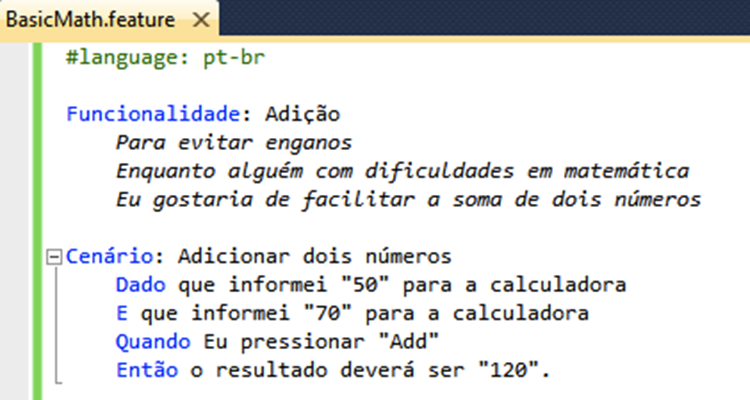 BasicMath.feature
#language: pt-br
Funcionalidade: Adição
Para evitar enganos
Enquanto alguém com dificuldades em matemática
Eu gostaria de facilitar a soma de dois números
Cenário: Adicionar dois números
Dado que informei "50" para a calculadora
E que informei "70" para a calculadora
Quando Eu pressionar "Add"
Então o resultado deverá ser "120".